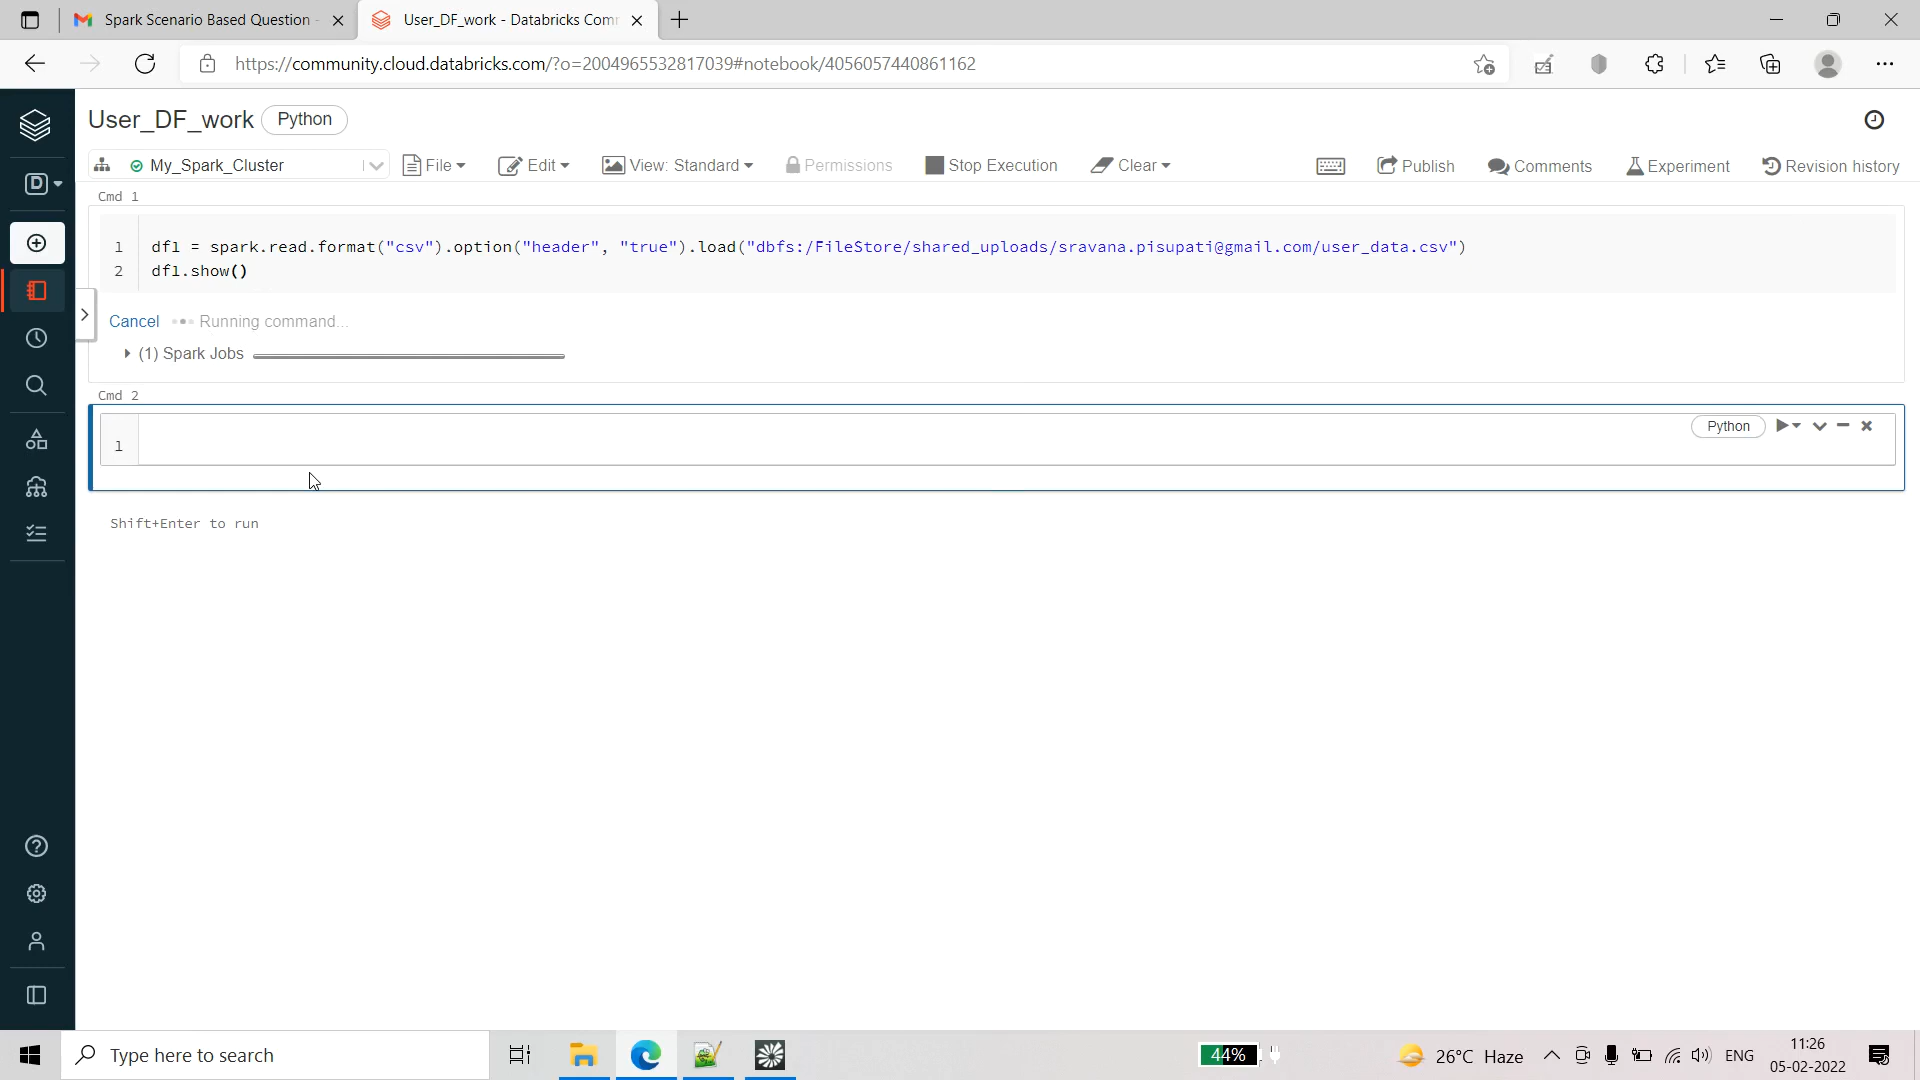 Spark Scenario Based Question -
User_DF_work - Databricks Com
https://community.cloud.databricks.com/?o=2004965532817039#notebook/4056057440861162
User_DF_work Python
My_Spark_Cluster File Edit View: Standard Permissions Stop Execution Clear Publish Comments Experiment Revision history
D
Cmd 1
1 df1 = spark.read.format("csv").option("header", "true").load("dbfs:/FileStore/shared_uploads/sravana.pisupati@gmail.com/user_data.csv")
2 df1.show()
Cancel Running command...
(1) Spark Jobs
Cmd 2
Python
1
Shift+Enter to run
Type here to search
44%
26°C Haze
ENG
11:26
05-02-2022